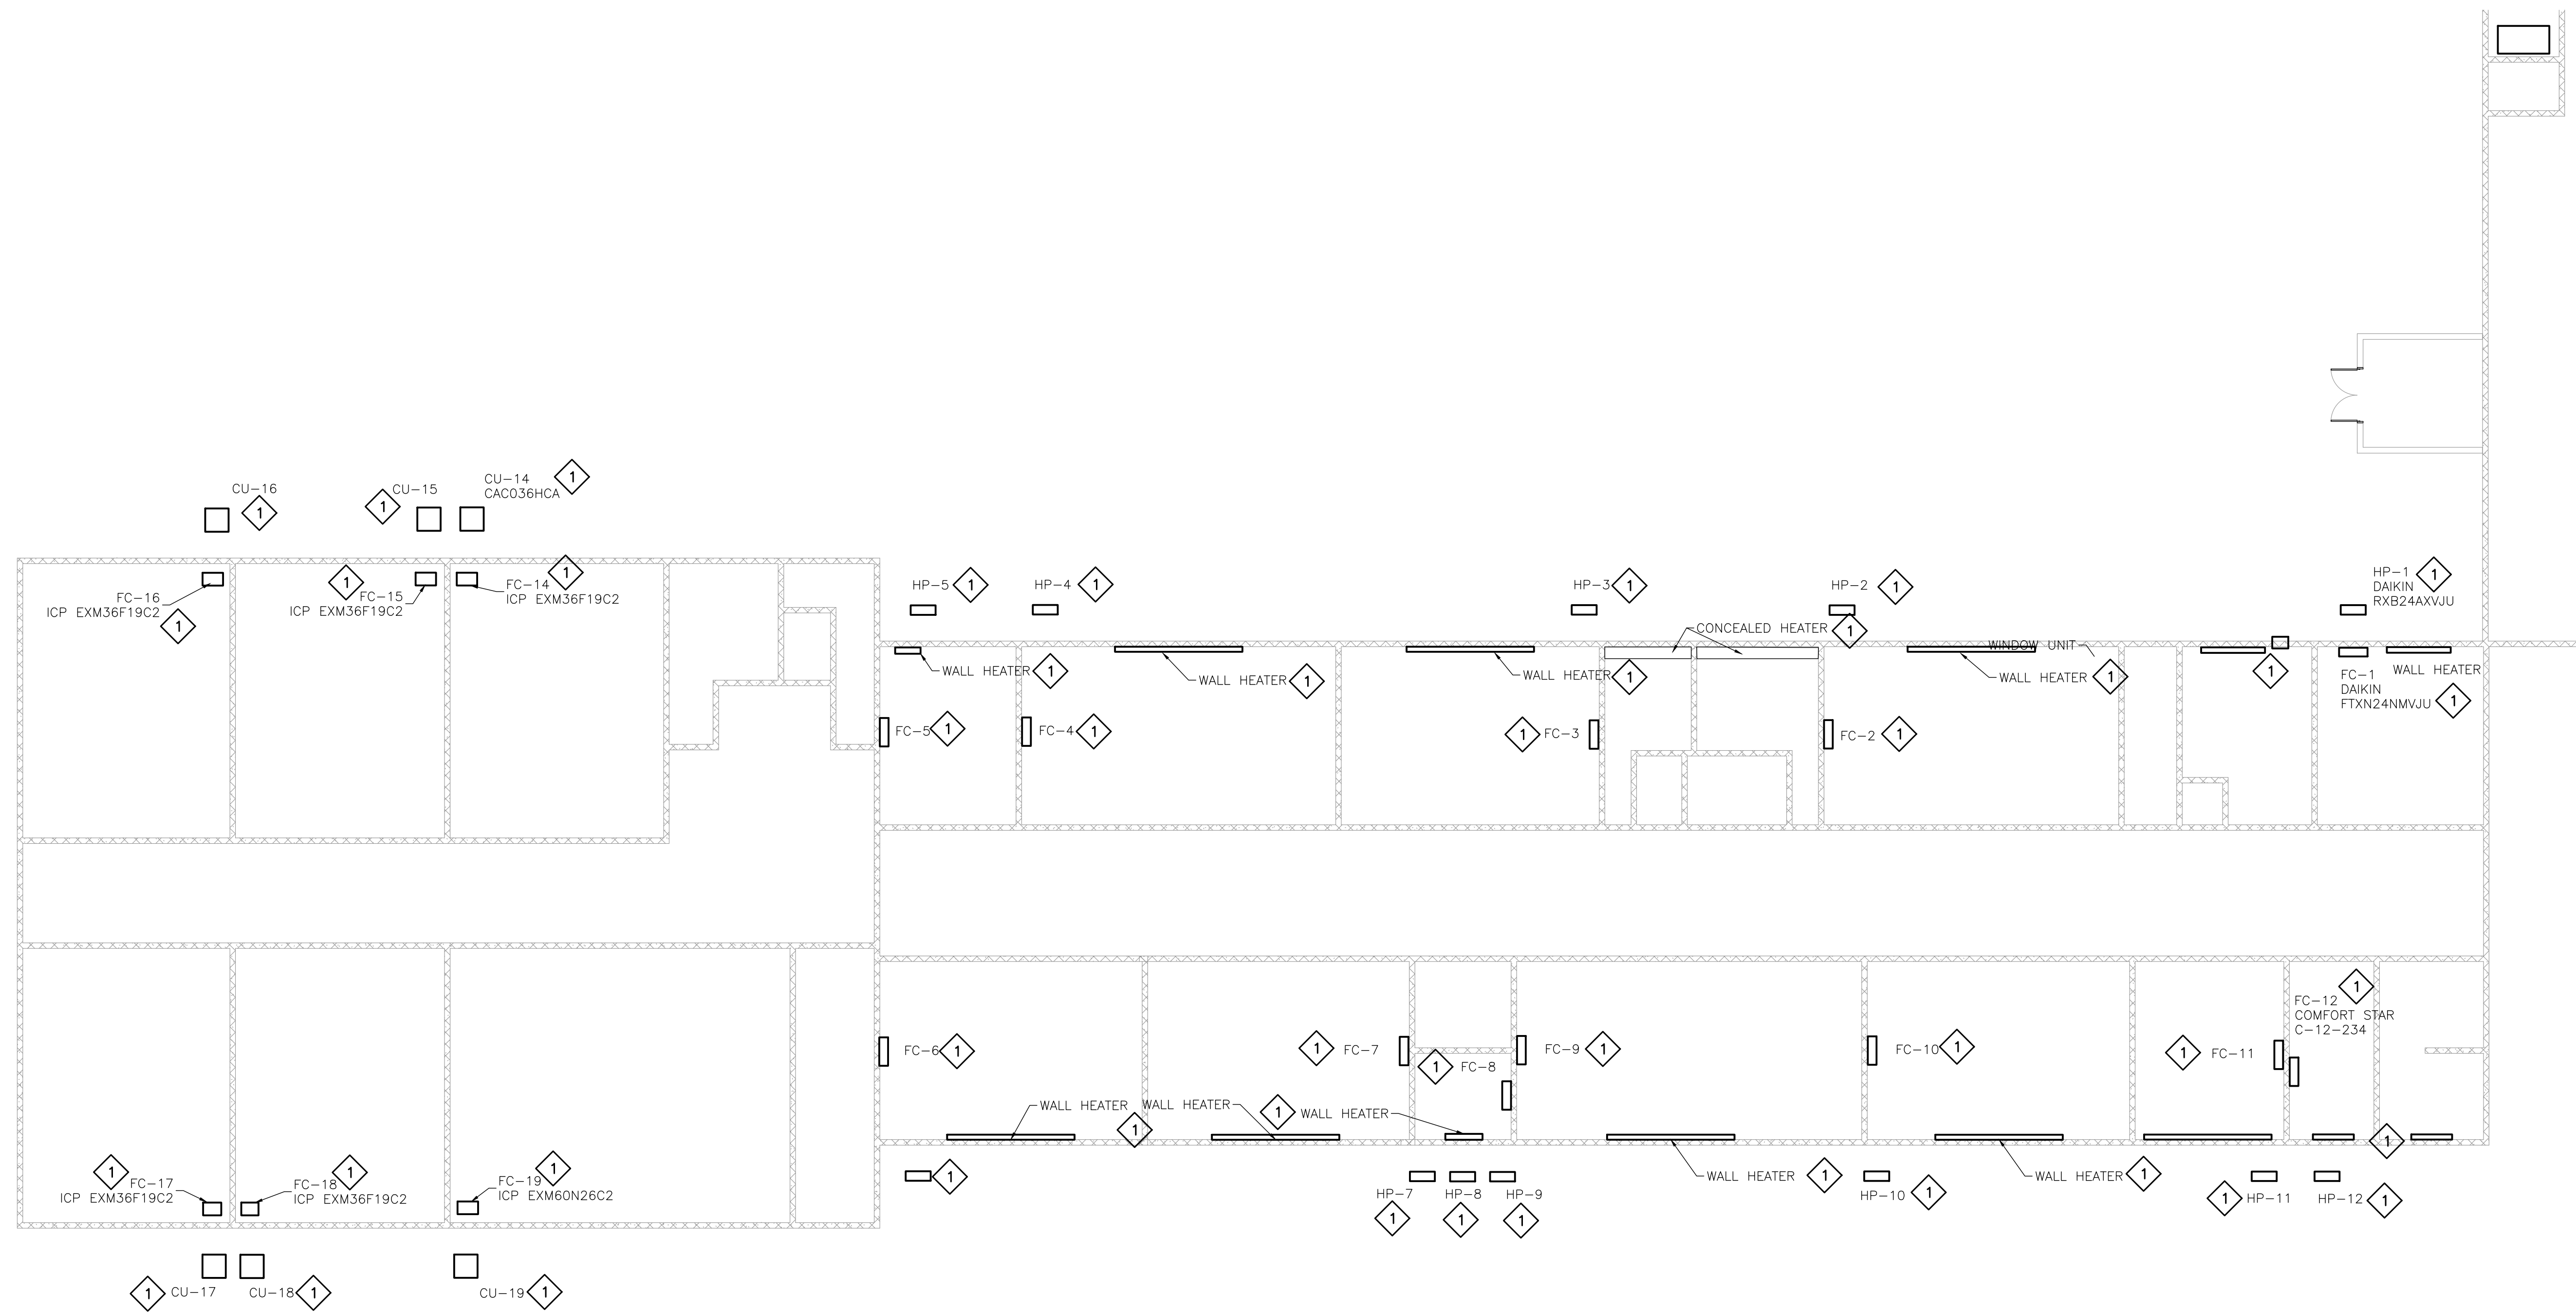 CU-16
1
CU-15
1
CU-14
CAC036HCA
1
FC-16
ICP EXM36F19C2
1
FC-15
ICP EXM36F19C2
1
FC-14
ICP EXM36F19C2
1
HP-5
1
HP-4
1
HP-3
1
HP-2
1
HP-1
DAIKIN
RXB24AXVJU
1
CONCEALED HEATER
1
WALL HEATER
1
WALL HEATER
1
WALL HEATER
1
WINDOW UNIT
WALL HEATER
1
1
WALL HEATER
FC-1
DAIKIN
FTXN24NMVJU
1
FC-5
1
FC-4
1
1
FC-3
FC-2
1
FC-12
COMFORT STAR
C-12-234
1
FC-6
1
1
FC-7
1
FC-8
FC-9
1
FC-10
1
1
FC-11
WALL HEATER
1
WALL HEATER
1
WALL HEATER
1
1
FC-17
ICP EXM36F19C2
1
FC-18
ICP EXM36F19C2
1
FC-19
ICP EXM60N26C2
1
1
WALL HEATER
1
WALL HEATER
1
HP-7
1
HP-8
1
HP-9
1
HP-10
1
HP-11
1
HP-12
1
CU-17
1
CU-18
1
CU-19
1